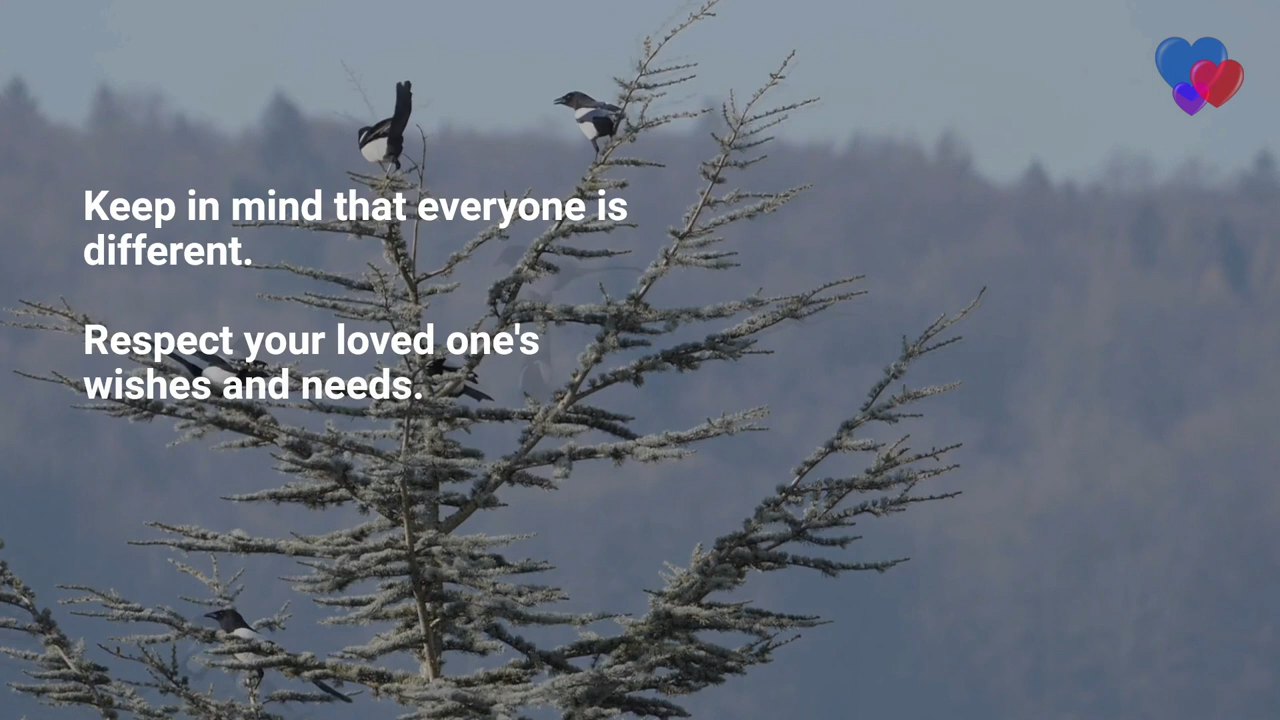 Keep in mind that everyone is
different.
Respect your loved one's
wishes and needs.